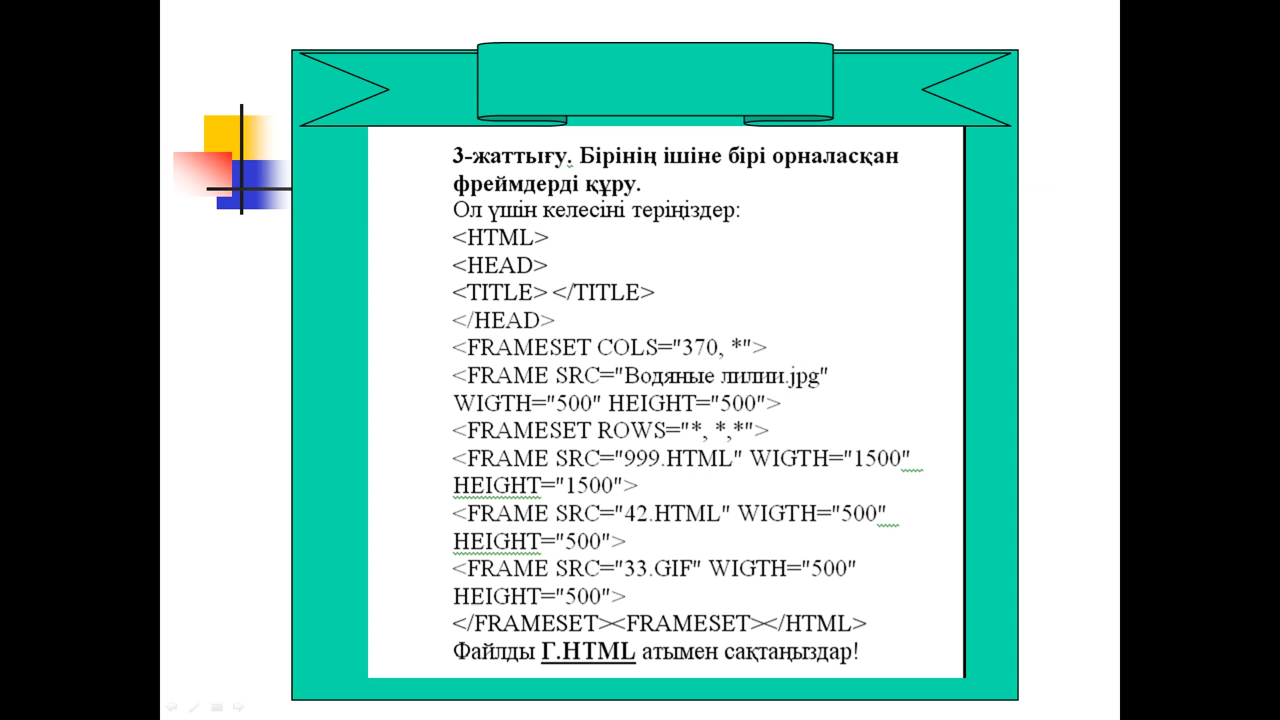 3-жаттығу. Бірінің ішіне бірі орналасқан
фреймдерді құру.
Ол үшін келесіні теріңіздер:
<HTML>
<HEAD>
<TITLE> </TITLE>
</HEAD>
<FRAMESET COLS="370, *">
<FRAME SRC="Водяные лилии.jpg"
WIGTH="500" HEIGHT="500">
<FRAMESET ROWS="*, *,*">
<FRAME SRC="999.HTML" WIGTH="1500"
HEIGHT="1500">
<FRAME SRC="42.HTML" WIGTH="500"
HEIGHT="500">
<FRAME SRC="33.GIF" WIGTH="500"
HEIGHT="500">
</FRAMESET><FRAMESET></HTML>
Файлды Г.HTML атымен сақтаңыздар!